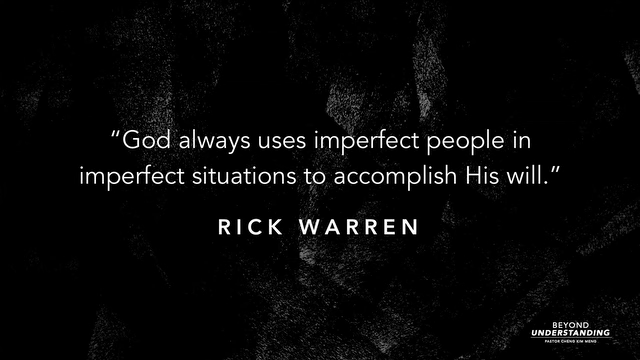 “God always uses imperfect people in
imperfect situations to accomplish His will.”
RICK WARREN
BEYOND
UNDERSTANDING
PASTOR CHENG KIM MENG